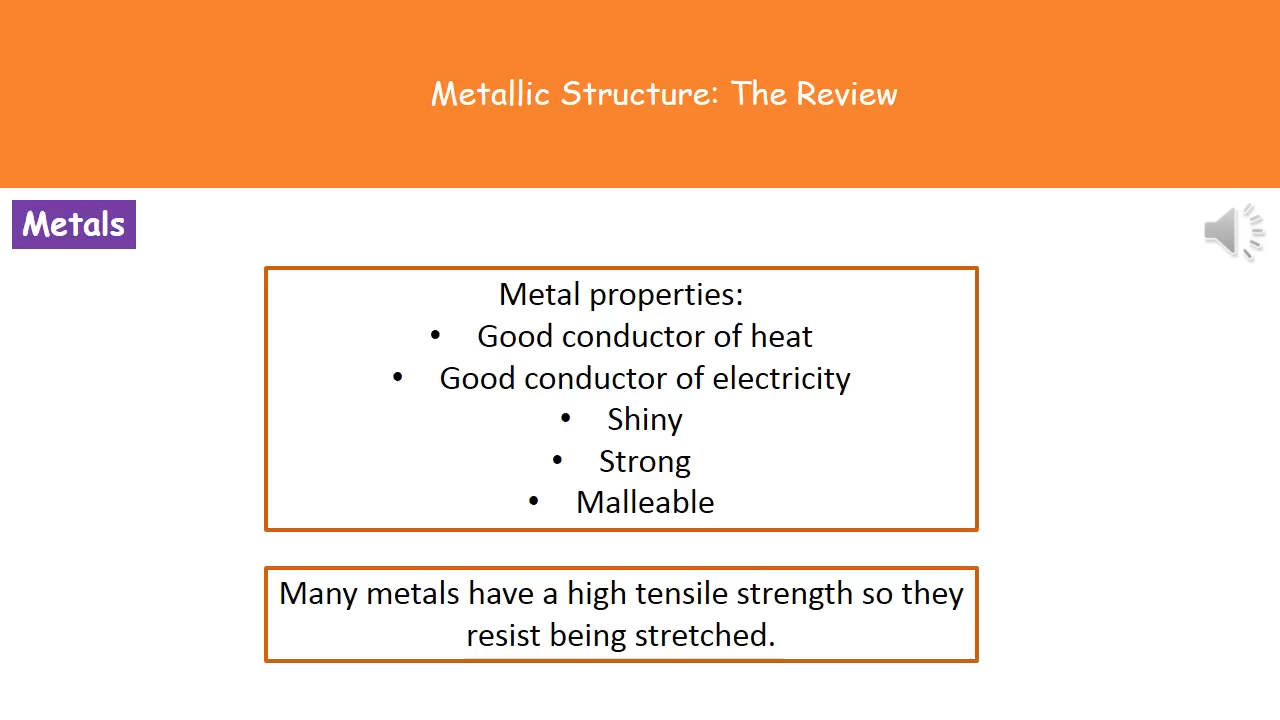 Metallic Structure: The Review
Metals
Metal properties:
• Good conductor of heat
• Good conductor of electricity
• Shiny
• Strong
• Malleable
Many metals have a high tensile strength so they
resist being stretched.